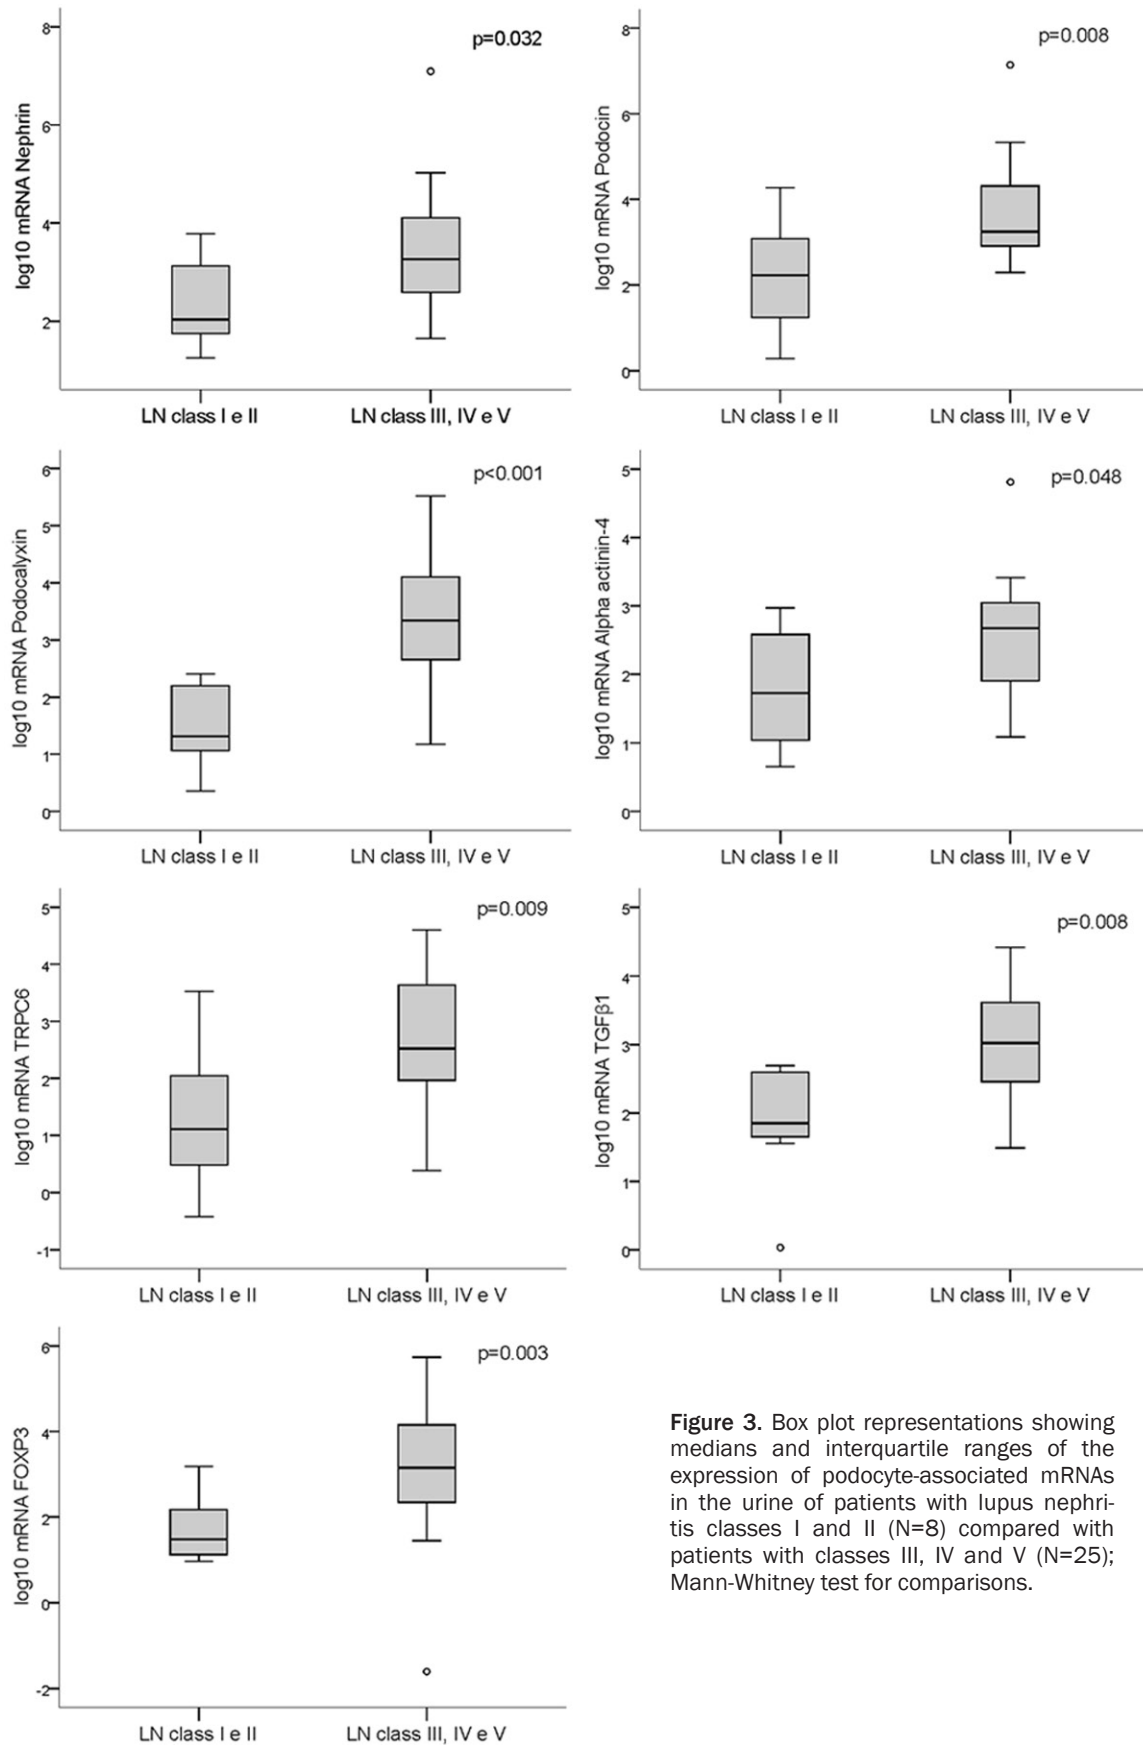 p=0.032
log10 mRNA Nephrin
8
6
4
2
LN class I e II
LN class III, IV e V
p=0.008
log10 mRNA Podocin
8
6
4
2
0
LN class I e II
LN class III, IV e V
p<0.001
log10 mRNA Podocalyxin
6
5
4
3
2
1
0
LN class I e II
LN class III, IV e V
p=0.048
log10 mRNA Alpha actinin-4
5
4
3
2
1
0
LN class I e II
LN class III, IV e V
p=0.009
log10 mRNA TRPC6
5
4
3
2
1
0
-1
LN class I e II
LN class III, IV e V
p=0.008
log10 mRNA TGFβ1
5
4
3
2
1
0
LN class I e II
LN class III, IV e V
p=0.003
log10 mRNA FOXP3
6
4
2
0
-2
LN class I e II
LN class III, IV e V
Figure 3. Box plot representations showing
medians and interquartile ranges of the
expression of podocyte-associated mRNAs
in the urine of patients with lupus nephri-
tis classes I and II (N=8) compared with
patients with classes III, IV and V (N=25);
Mann-Whitney test for comparisons.